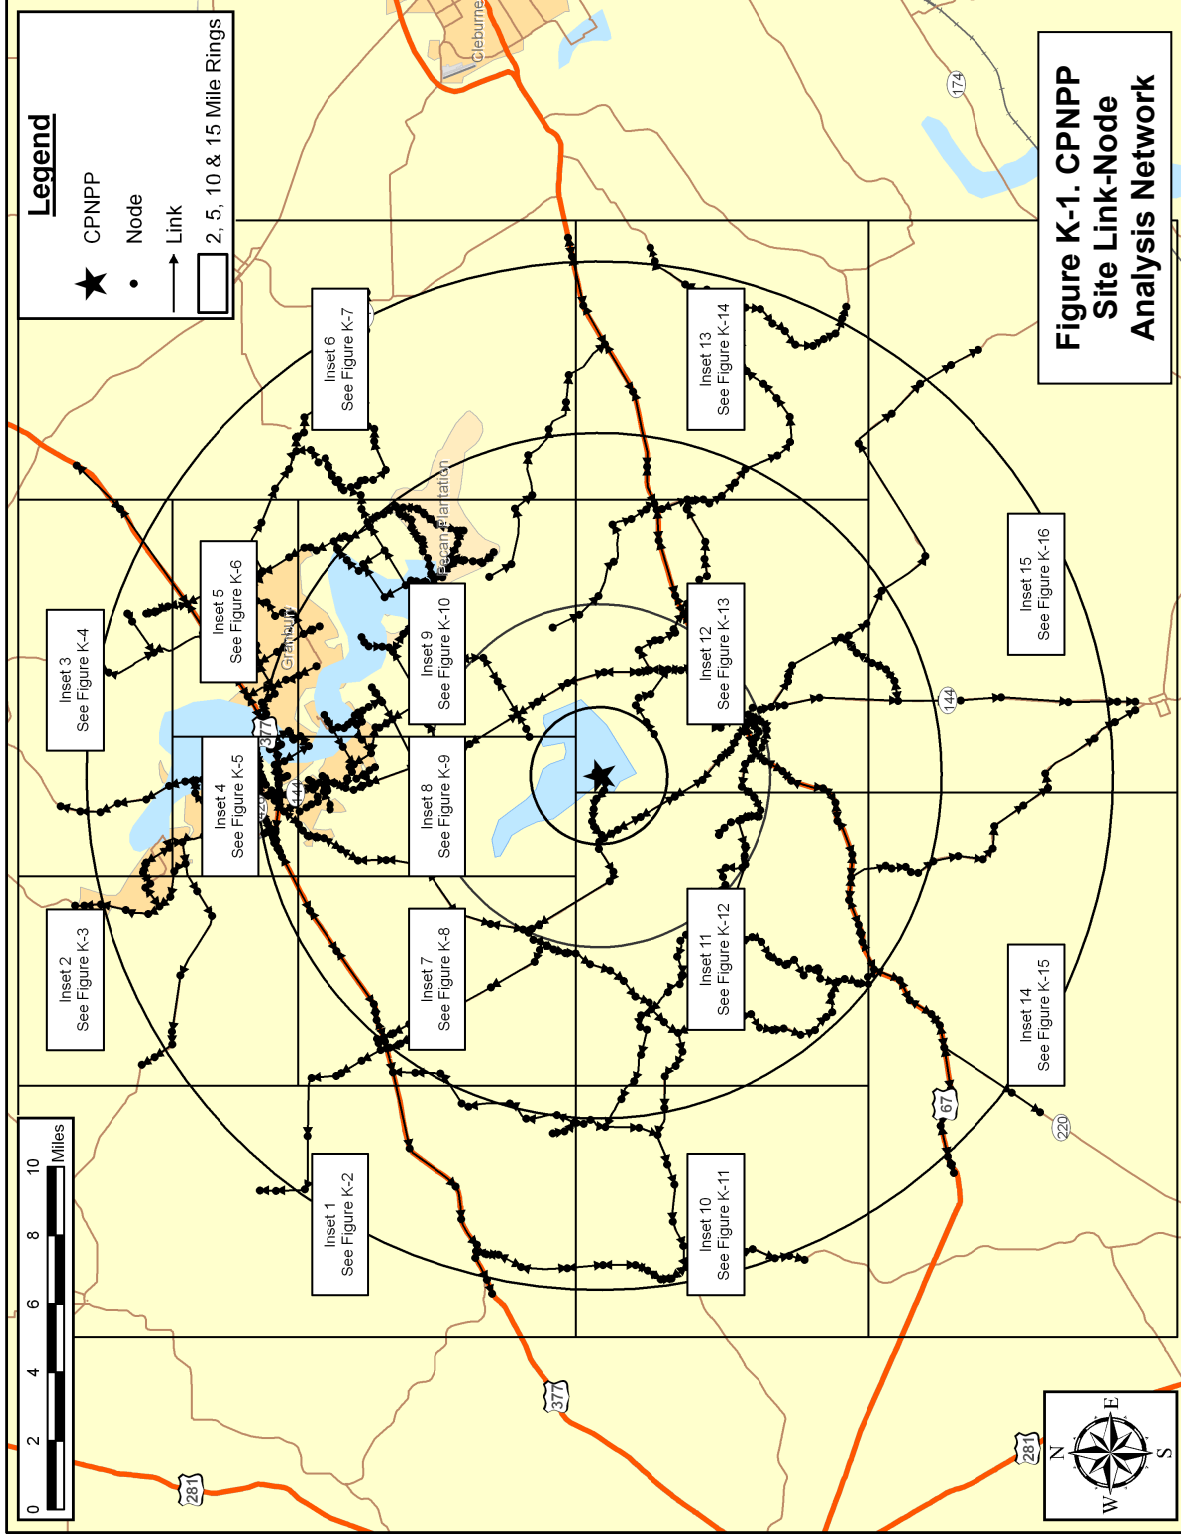 Legend
CPNPP
Node
Link
2, 5, 10 & 15 Mile Rings
Figure K-1. CPNPP
Site Link-Node
Analysis Network
0 2 4 6 8 10
Miles
Inset 1
See Figure K-2
Inset 2
See Figure K-3
Inset 3
See Figure K-4
Inset 4
See Figure K-5
Inset 5
See Figure K-6
Inset 6
See Figure K-7
Inset 7
See Figure K-8
Inset 8
See Figure K-9
Inset 9
See Figure K-10
Inset 10
See Figure K-11
Inset 11
See Figure K-12
Inset 12
See Figure K-13
Inset 13
See Figure K-14
Inset 14
See Figure K-15
Inset 15
See Figure K-16
Cleburne
Granbury
Pecan Plantation
281
377
377
144
144
174
67
220
281
N
E
S
W